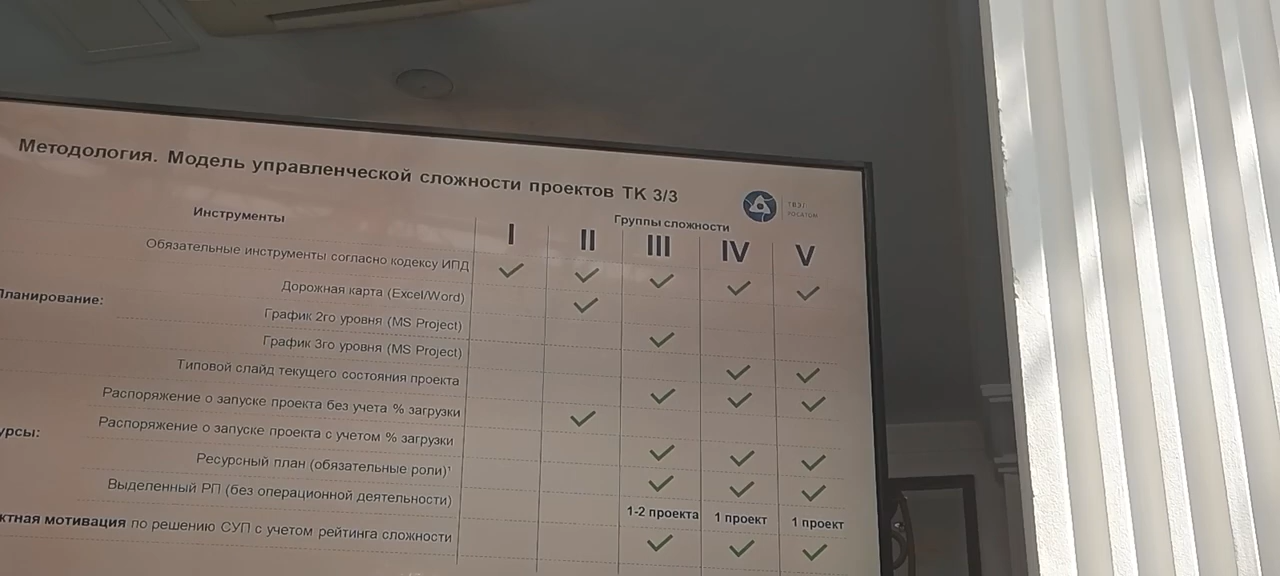 Методология. Модель управленческой сложности проектов ТК 3/3
ТВЭЛ
РОСАТОМ
Инструменты
Группы сложности
I II III IV V
Обязательные инструменты согласно кодексу ИПД ✓ ✓ ✓ ✓ ✓
Дорожная карта (Excel/Word) ✓
Планирование:
График 2го уровня (MS Project) ✓
График 3го уровня (MS Project) ✓ ✓
Типовой слайд текущего состояния проекта ✓ ✓ ✓
Распоряжение о запуске проекта без учета % загрузки ✓
урсы:
Распоряжение о запуске проекта с учетом % загрузки ✓ ✓ ✓
Ресурсный план (обязательные роли)¹ ✓ ✓ ✓
Выделенный РП (без операционной деятельности) 1-2 проекта 1 проект 1 проект
ктная мотивация по решению СУП с учетом рейтинга сложности ✓ ✓ ✓